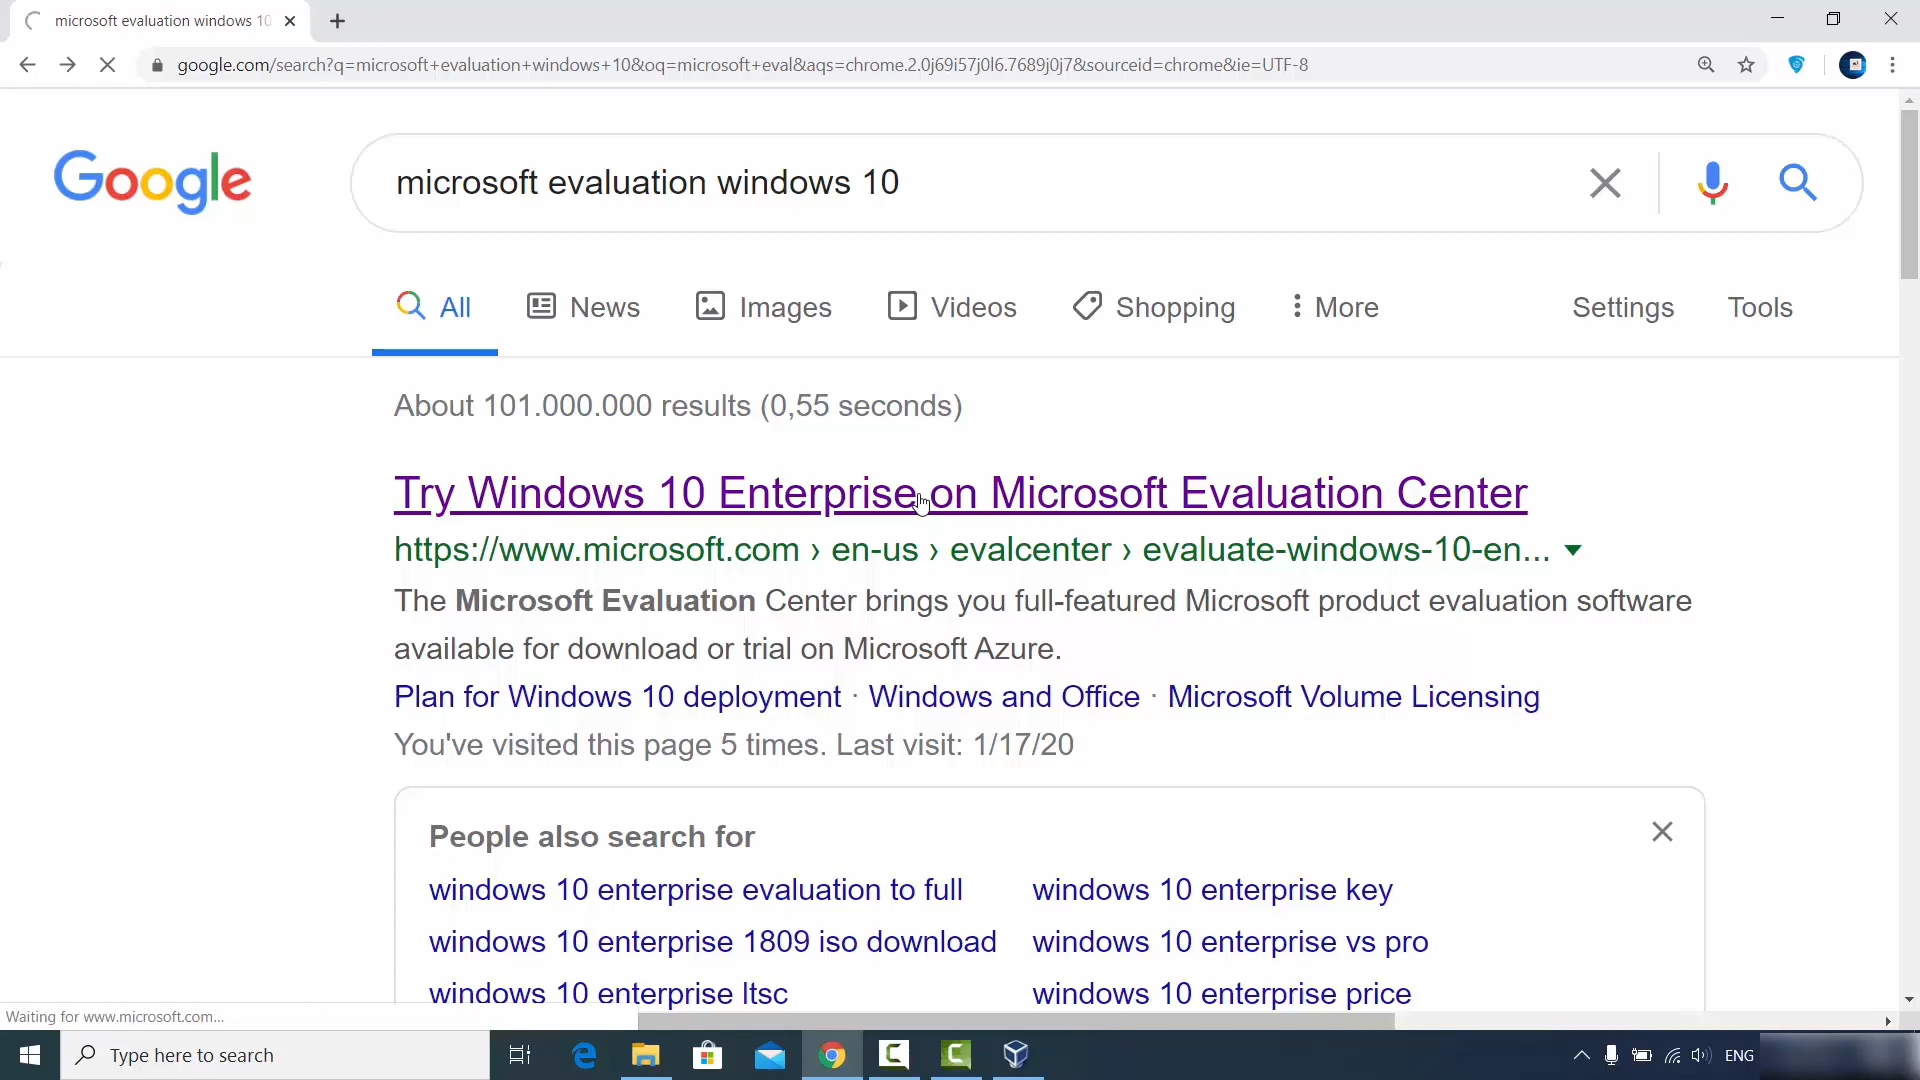 microsoft evaluation windows 10
google.com/search?q=microsoft+evaluation+windows+10&oq=microsoft+eval&aqs=chrome.2.0j69i57j0l6.7689j0j7&sourceid=chrome&ie=UTF-8
Google
microsoft evaluation windows 10
All News Images Videos Shopping More Settings Tools
About 101.000.000 results (0,55 seconds)
Try Windows 10 Enterprise on Microsoft Evaluation Center
https://www.microsoft.com › en-us › evalcenter › evaluate-windows-10-en...
The Microsoft Evaluation Center brings you full-featured Microsoft product evaluation software
available for download or trial on Microsoft Azure.
Plan for Windows 10 deployment · Windows and Office · Microsoft Volume Licensing
You've visited this page 5 times. Last visit: 1/17/20
People also search for
windows 10 enterprise evaluation to full windows 10 enterprise key
windows 10 enterprise 1809 iso download windows 10 enterprise vs pro
windows 10 enterprise ltsc windows 10 enterprise price
Waiting for www.microsoft.com...
Type here to search
ENG